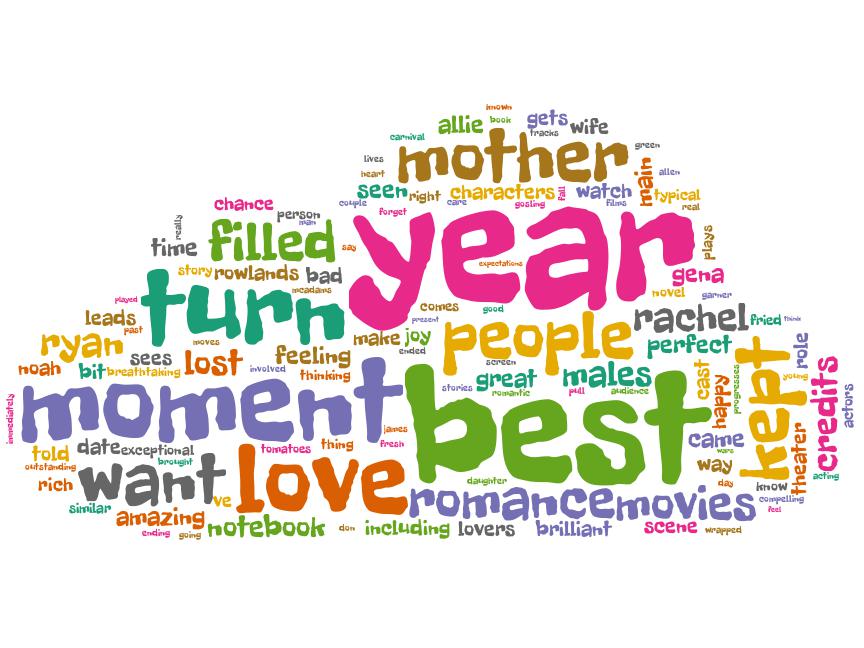 known
allie
book
gets
wife
tracks
carnival
mother
green
lives
heart
main
allen
seen
right
characters
fall
watch
typical
couple
care
gosling
films
real
chance
person
man
forget
year
really
time
filled
say
plays
expectations
story
rowlands
bad
gena
mcadams
novel
garner
played
turn
comes
good
leads
past
present
people
rachel
fried
think
ryan
moves
make
joy
perfect
role
sees
feeling
ended
screen
noah
bit
breathtaking
lost
involved
thinking
stories
great
males
cast
happy
progresses
kept
young
credits
actors
romantic
pull
audience
immediately
moment
best
james
came
wars
theater
told
date
exceptional
tomatoes
thing
fresh
outstanding
brought
way
acting
rich
want
love
daughter
day
know
compelling
similar
ve
romance
movies
feel
amazing
notebook
don
including
lovers
brilliant
scene
wrapped
ending
going